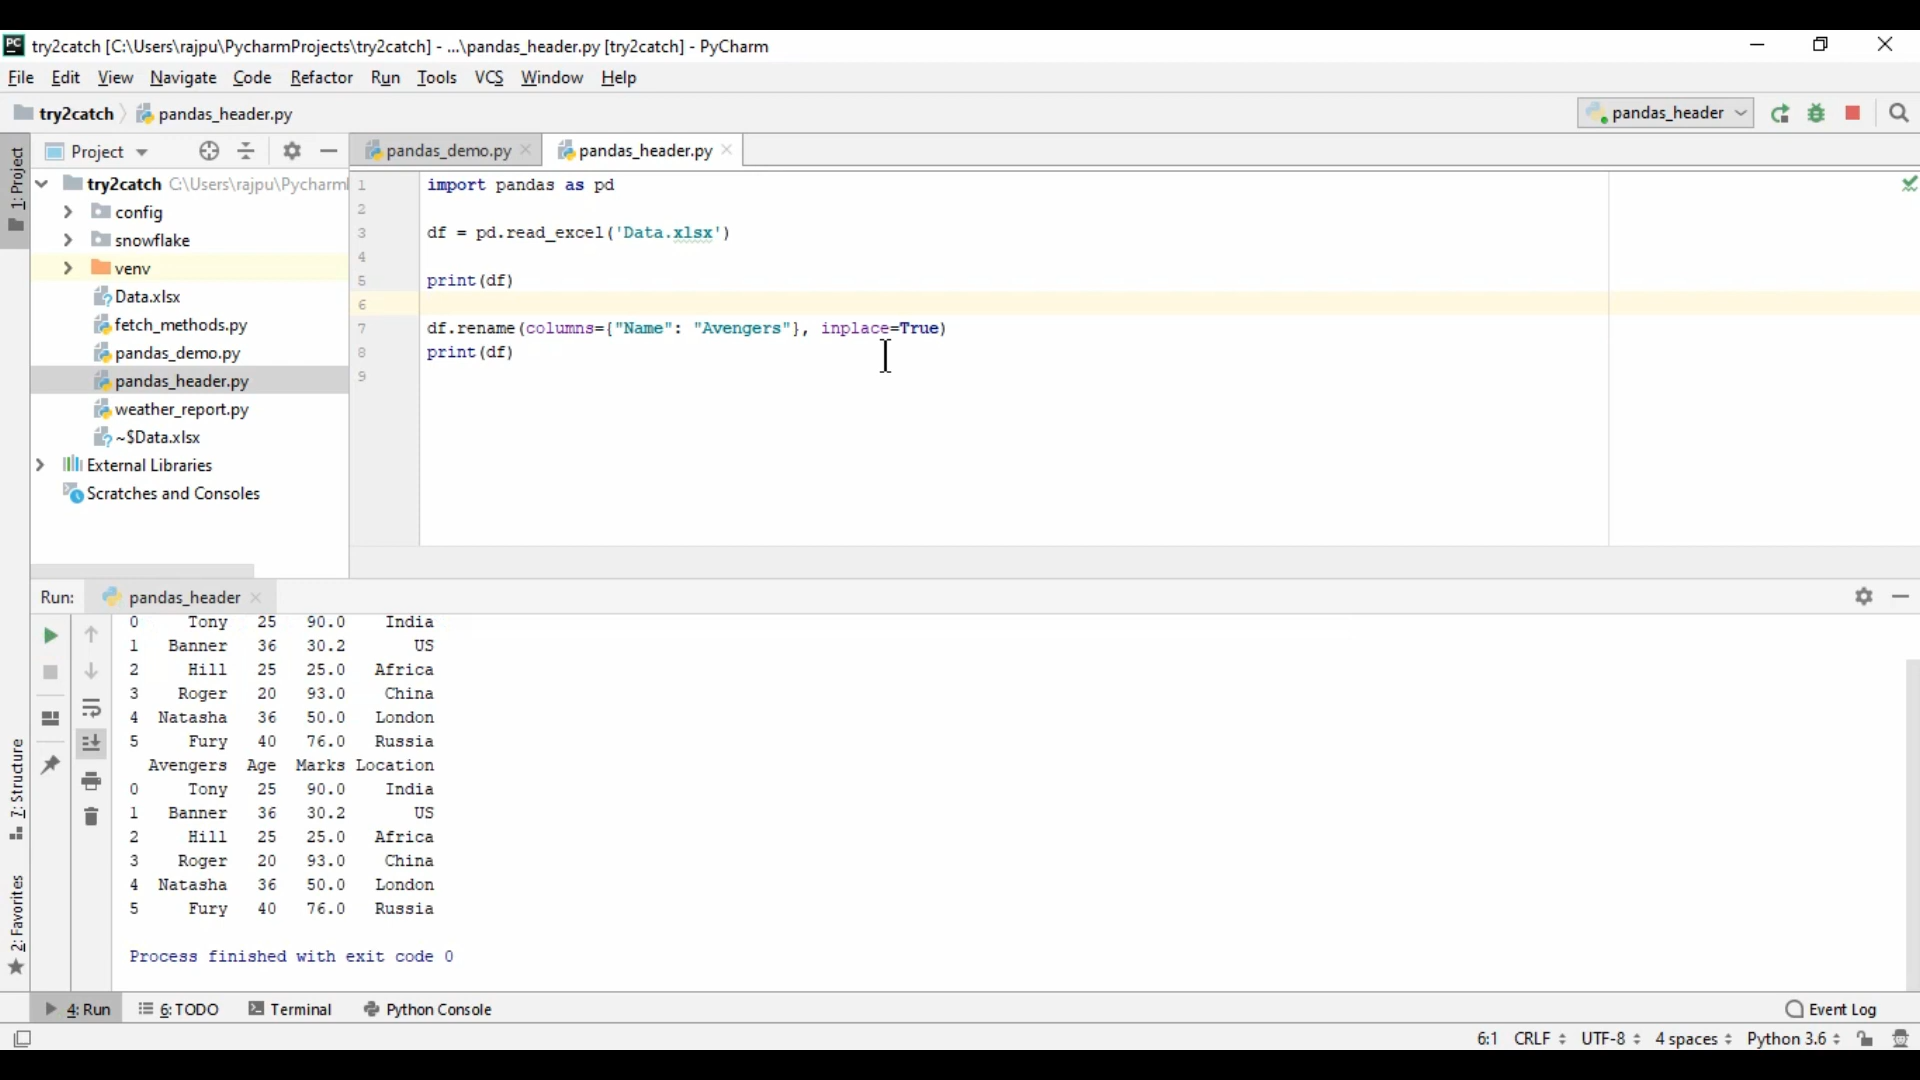 try2catch [C:\Users\rajpu\PycharmProjects\try2catch] - ...\pandas_header.py [try2catch] - PyCharm
File Edit View Navigate Code Refactor Run Tools VCS Window Help
try2catch pandas_header.py pandas_header
1: Project
Project
pandas_demo.py pandas_header.py
try2catch C:\Users\rajpu\Pycharm
config
snowflake
venv
Data.xlsx
fetch_methods.py
pandas_demo.py
pandas_header.py
weather_report.py
~$Data.xlsx
External Libraries
Scratches and Consoles
1 import pandas as pd
2
3 df = pd.read_excel('Data.xlsx')
4
5 print(df)
6
7 df.rename(columns={"Name": "Avengers"}, inplace=True)
8 print(df)
9
Run: pandas_header
0 Tony 25 90.0 India
1 Banner 36 30.2 US
2 Hill 25 25.0 Africa
3 Roger 20 93.0 China
4 Natasha 36 50.0 London
5 Fury 40 76.0 Russia
Avengers Age Marks Location
0 Tony 25 90.0 India
1 Banner 36 30.2 US
2 Hill 25 25.0 Africa
3 Roger 20 93.0 China
4 Natasha 36 50.0 London
5 Fury 40 76.0 Russia
Process finished with exit code 0
7: Structure
2: Favorites
4: Run 6: TODO Terminal Python Console Event Log
6:1 CRLF UTF-8 4 spaces Python 3.6